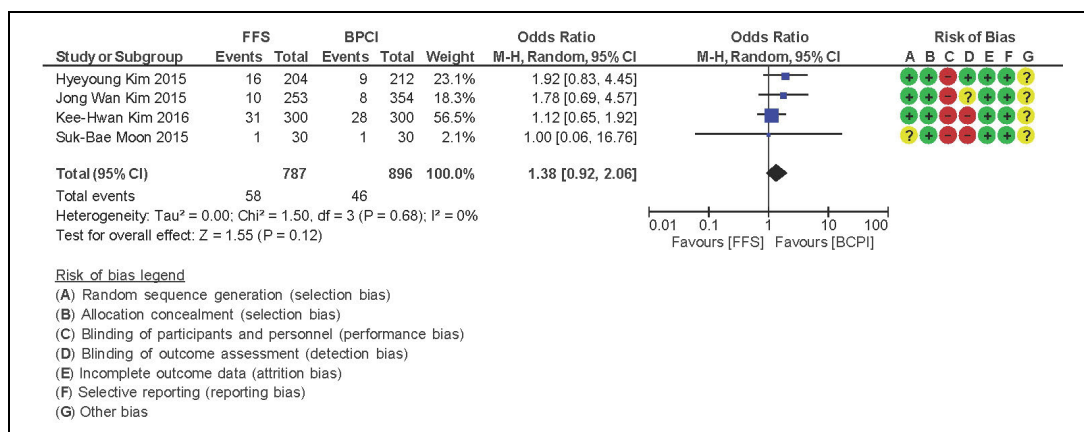 FFS BPCI Odds Ratio Odds Ratio Risk of Bias
Study or Subgroup Events Total Events Total Weight M-H, Random, 95% CI M-H, Random, 95% CI A B C D E F G
Hyeyoung Kim 2015 16 204 9 212 23.1% 1.92 [0.83, 4.45] + + - + + + ?
Jong Wan Kim 2015 10 253 8 354 18.3% 1.78 [0.69, 4.57] + + - ? + + ?
Kee-Hwan Kim 2016 31 300 28 300 56.5% 1.12 [0.65, 1.92] + + - - + + ?
Suk-Bae Moon 2015 1 30 1 30 2.1% 1.00 [0.06, 16.76] ? + - - + + ?
Total (95% CI) 787 896 100.0% 1.38 [0.92, 2.06]
Total events 58 46
Heterogeneity: Tau² = 0.00; Chi² = 1.50, df = 3 (P = 0.68); I² = 0%
Test for overall effect: Z = 1.55 (P = 0.12)
0.01 0.1 1 10 100
Favours [FFS] Favours [BCPI]
Risk of bias legend
(A) Random sequence generation (selection bias)
(B) Allocation concealment (selection bias)
(C) Blinding of participants and personnel (performance bias)
(D) Blinding of outcome assessment (detection bias)
(E) Incomplete outcome data (attrition bias)
(F) Selective reporting (reporting bias)
(G) Other bias